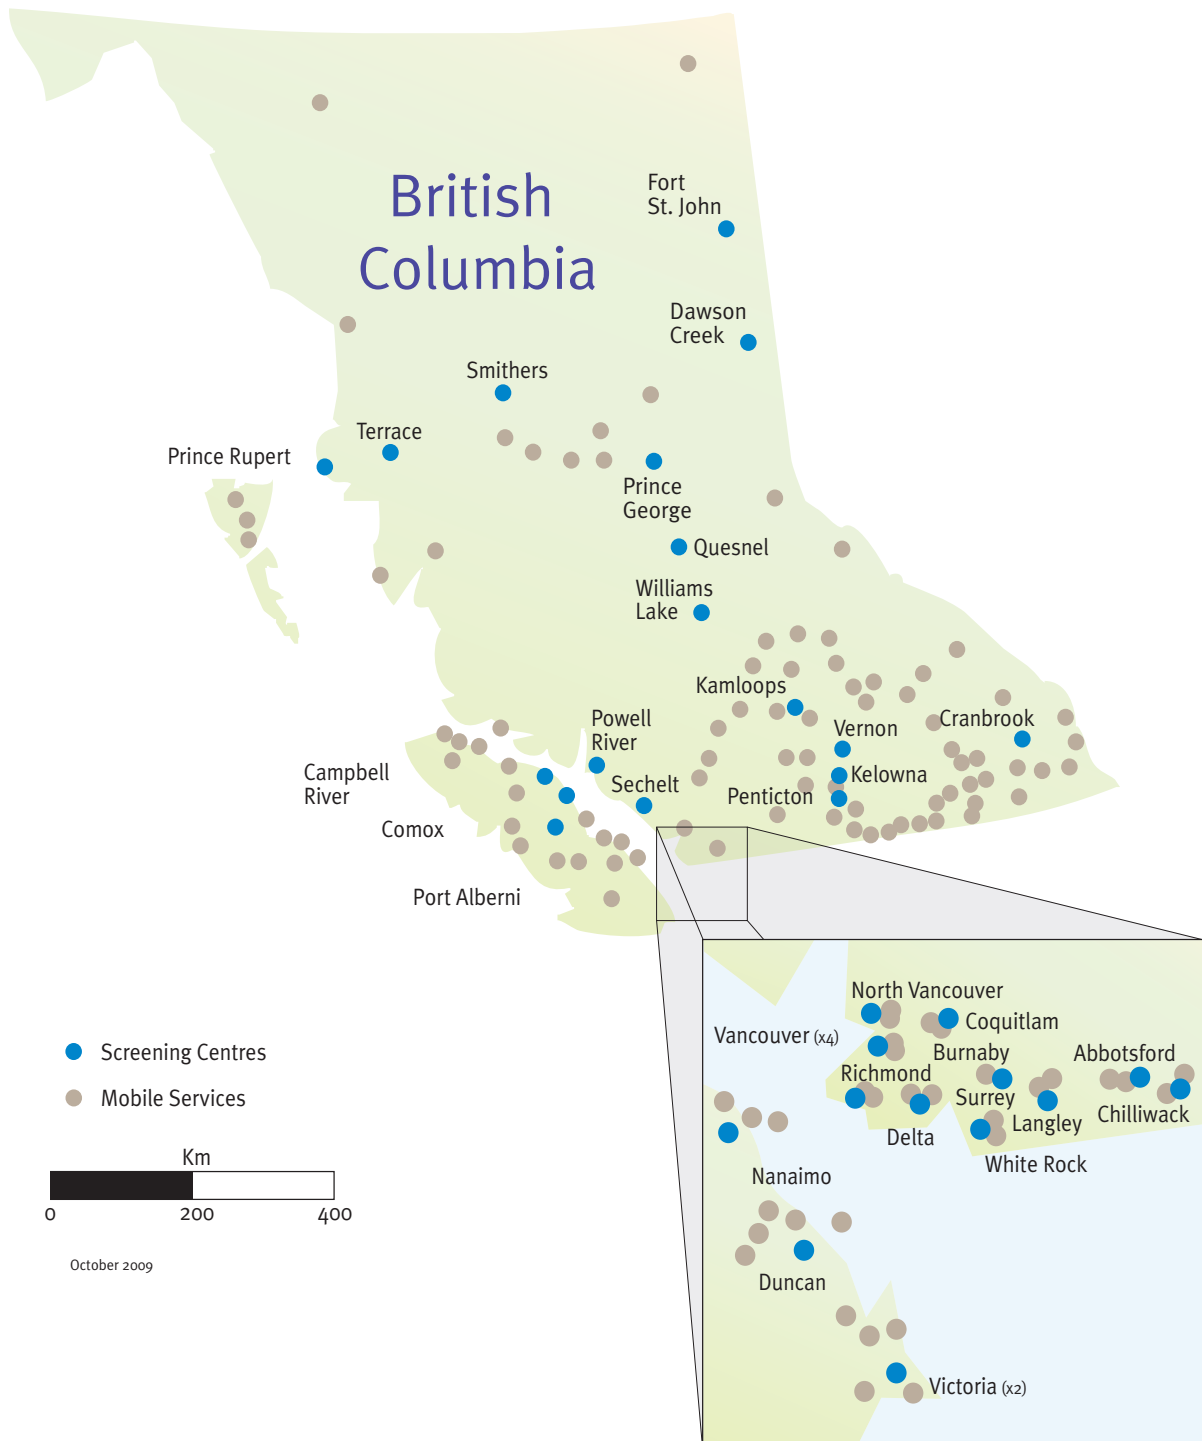 British
Columbia
Fort
St. John
Dawson
Creek
Smithers
Terrace
Prince Rupert
Prince
George
Quesnel
Williams
Lake
Kamloops
Vernon
Cranbrook
Kelowna
Penticton
Powell
River
Sechelt
Campbell
River
Comox
Port Alberni
Screening Centres
Mobile Services
Km
0 200 400
October 2009
North Vancouver
Coquitlam
Vancouver (x4)
Burnaby
Abbotsford
Richmond
Surrey
Langley
Chilliwack
Delta
White Rock
Nanaimo
Duncan
Victoria (x2)